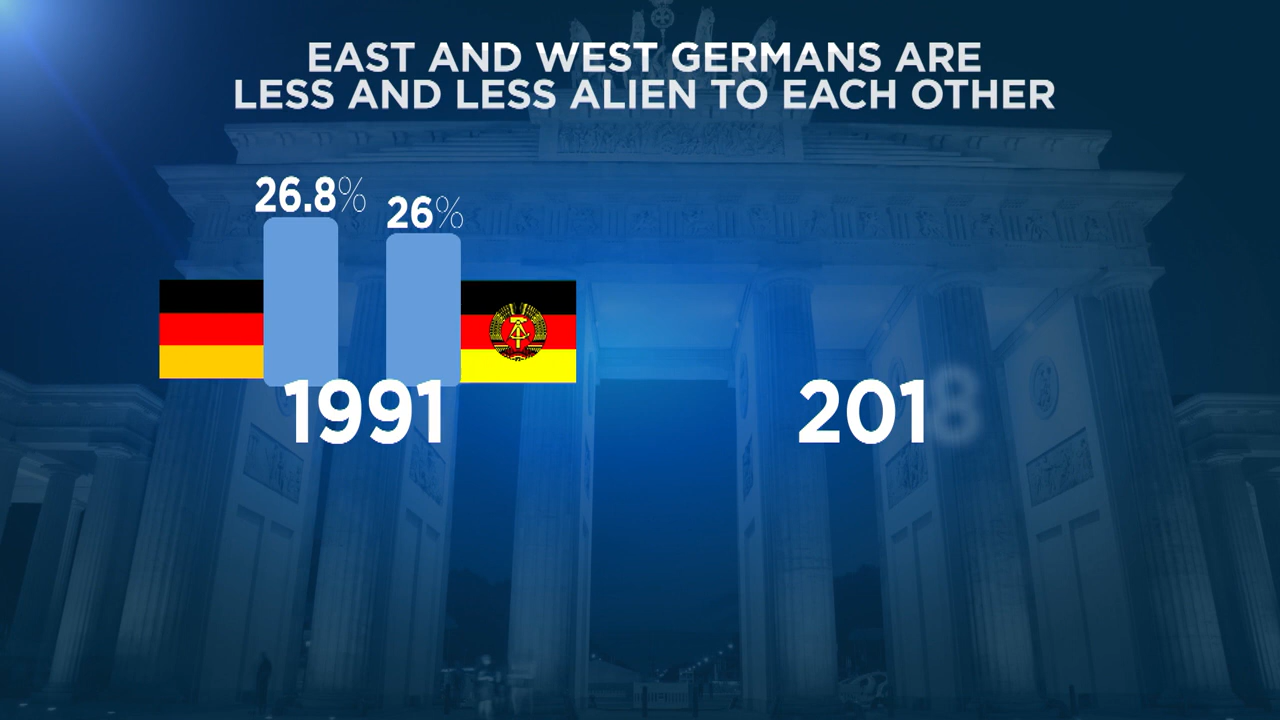 EAST AND WEST GERMANS ARE
LESS AND LESS ALIEN TO EACH OTHER
26.8%
26%
1991
2018